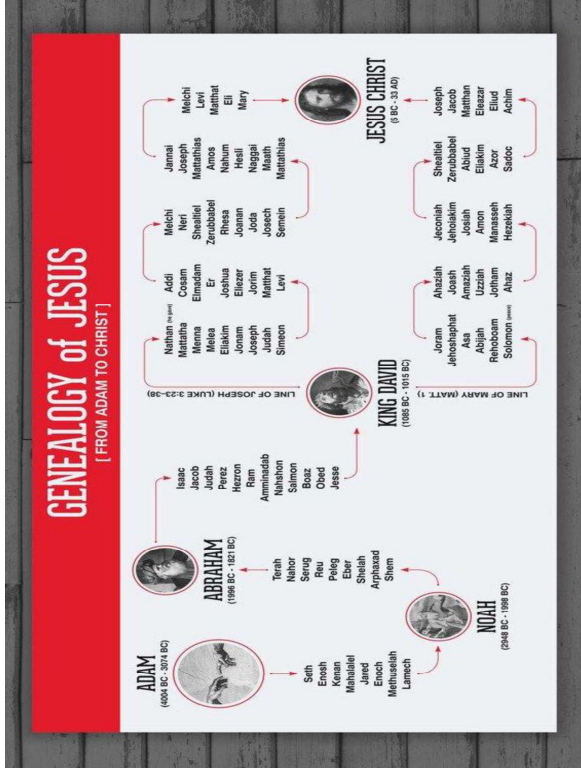 GENEALOGY of JESUS
[ FROM ADAM TO CHRIST ]
ADAM
(4004 BC - 3074 BC)
Seth
Enosh
Kenan
Mahalalel
Jared
Enoch
Methuselah
Lamech
NOAH
(2948 BC - 1998 BC)
Terah
Nahor
Serug
Reu
Peleg
Eber
Shelah
Arphaxad
Shem
ABRAHAM
(1996 BC - 1821 BC)
Isaac
Jacob
Judah
Perez
Hezron
Ram
Amminadab
Nahshon
Salmon
Boaz
Obed
Jesse
KING DAVID
(1085 BC - 1015 BC)
LINE OF JOSEPH (LUKE 3:23-38)
Nathan (he gave)
Mattatha
Menna
Melea
Eliakim
Jonam
Joseph
Judah
Simeon
Addi
Cosam
Elmadam
Er
Joshua
Eliezer
Jorim
Matthat
Levi
Melchi
Neri
Shealtiel
Zerubbabel
Rhesa
Joanan
Joda
Josech
Semein
Jannai
Joseph
Mattathias
Amos
Nahum
Hesli
Naggai
Maath
Mattathias
Melchi
Levi
Matthat
Eli
Mary
LINE OF MARY (MATT. 1)
Joram
Jehoshaphat
Asa
Abijah
Rehoboam
Solomon (peace)
Ahaziah
Joash
Amaziah
Uzziah
Jotham
Ahaz
Jeconiah
Jehoiakim
Josiah
Amon
Manasseh
Hezekiah
Shealtiel
Zerubbabel
Abiud
Eliakim
Azor
Sadoc
Joseph
Jacob
Matthan
Eleazar
Eliud
Achim
JESUS CHRIST
(5 BC - 33 AD)